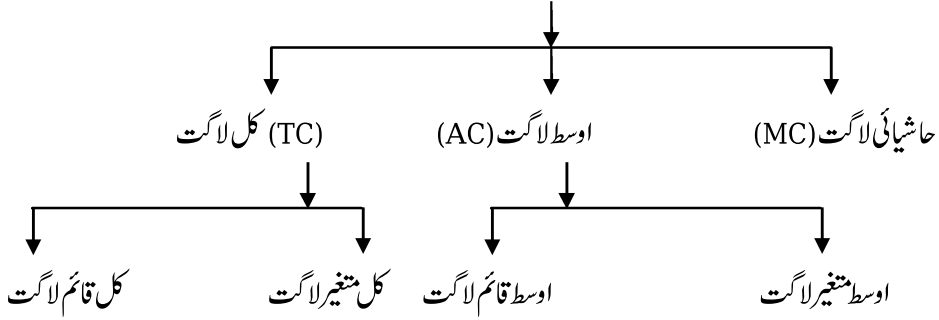 حاشیائی لاگت (MC)
اوسط لاگت (AC)
(TC) کل لاگت
اوسط متغیر لاگت
اوسط قائم لاگت
کل متغیر لاگت
کل قائم لاگت